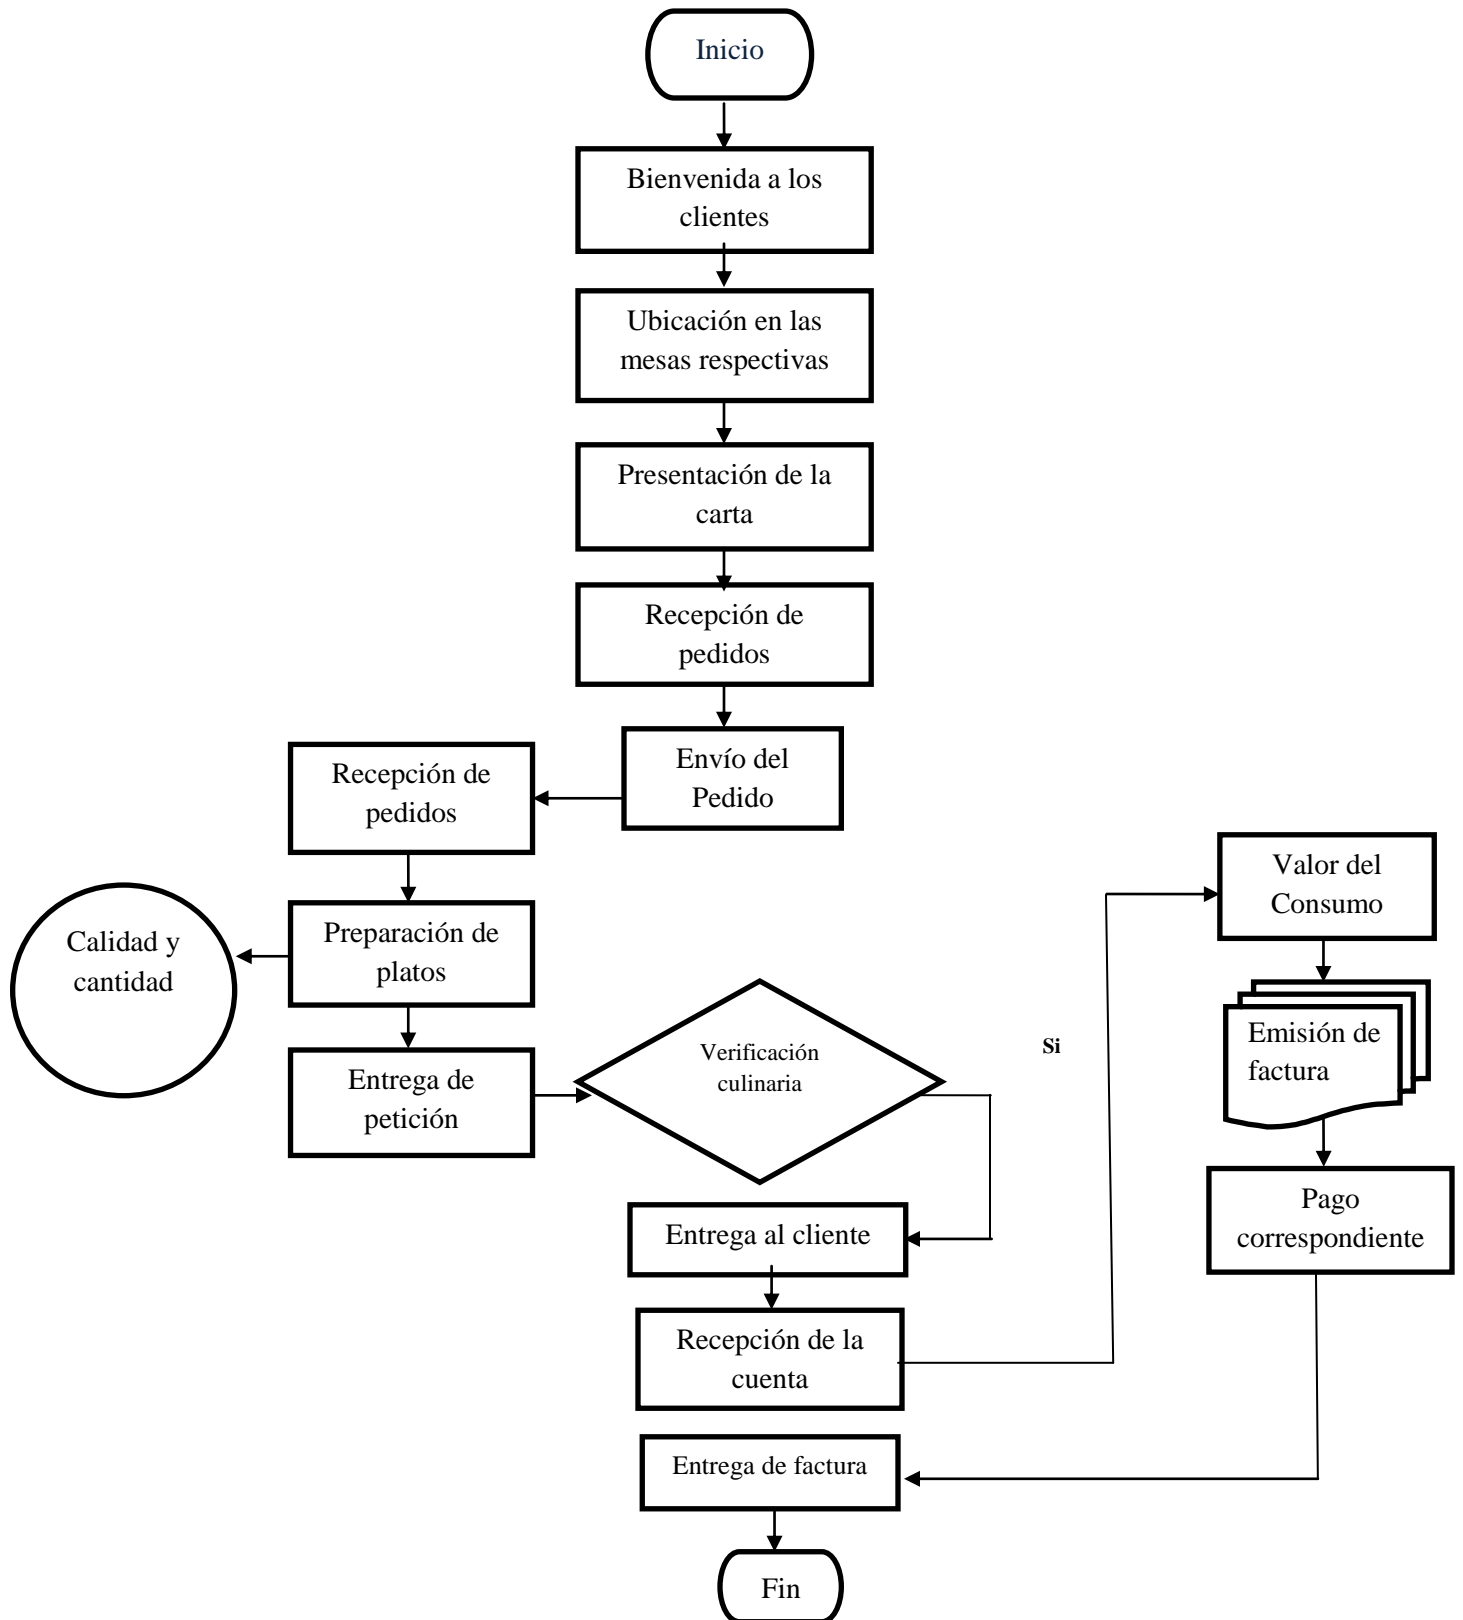 Inicio
Bienvenida a los
clientes
Ubicación en las
mesas respectivas
Presentación de la
carta
Recepción de
pedidos
Envío del
Pedido
Recepción de
pedidos
Preparación de
platos
Calidad y
cantidad
Entrega de
petición
Verificación
culinaria
Si
Entrega al cliente
Recepción de la
cuenta
Valor del
Consumo
Emisión de
factura
Pago
correspondiente
Entrega de factura
Fin